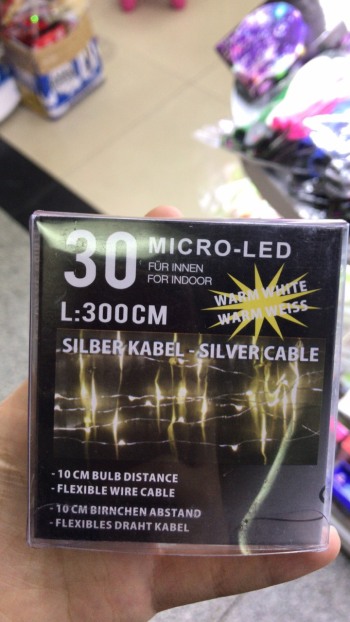 30 MICRO-LED
FÜR INNEN
FOR INDOOR
WARM WHITE
WARM WEISS
L:300CM
SILBER KABEL - SILVER CABLE
- 10 CM BULB DISTANCE
- FLEXIBLE WIRE CABLE
- 10 CM BIRNCHEN ABSTAND
- FLEXIBLES DRAHT KABEL